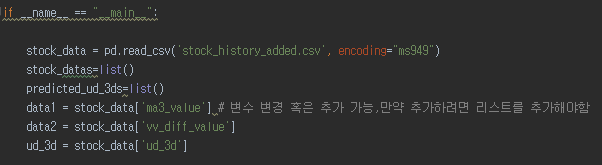 if __name__ == "__main__":
stock_data = pd.read_csv('stock_history_added.csv', encoding="ms949")
stock_datas=list()
predicted_ud_3ds=list()
data1 = stock_data['ma3_value'] # 변수 변경 혹은 추가 가능,만약 추가하려면 리스트를 추가해야함
data2 = stock_data['vv_diff_value']
ud_3d = stock_data['ud_3d']